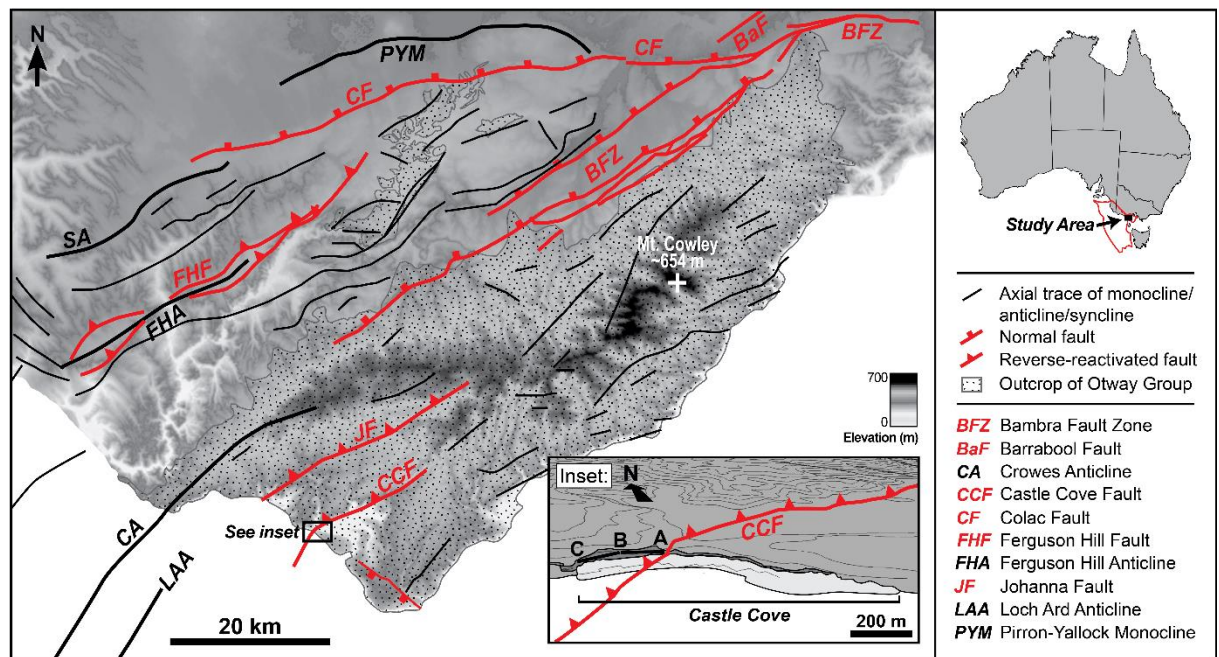 N
PYM
CF
BaF
BFZ
CF
BFZ
SA
FHF
FHA
Mt. Cowley
~654 m
JF
CCF
CA
LAA
See inset
20 km
700
0
Elevation (m)
Inset:
N
C
B
A
CCF
Castle Cove
200 m
Study Area
Axial trace of monocline/
anticline/syncline
Normal fault
Reverse-reactivated fault
Outcrop of Otway Group
BFZ Bambra Fault Zone
BaF Barrabool Fault
CA Crowes Anticline
CCF Castle Cove Fault
CF Colac Fault
FHF Ferguson Hill Fault
FHA Ferguson Hill Anticline
JF Johanna Fault
LAA Loch Ard Anticline
PYM Pirron-Yallock Monocline